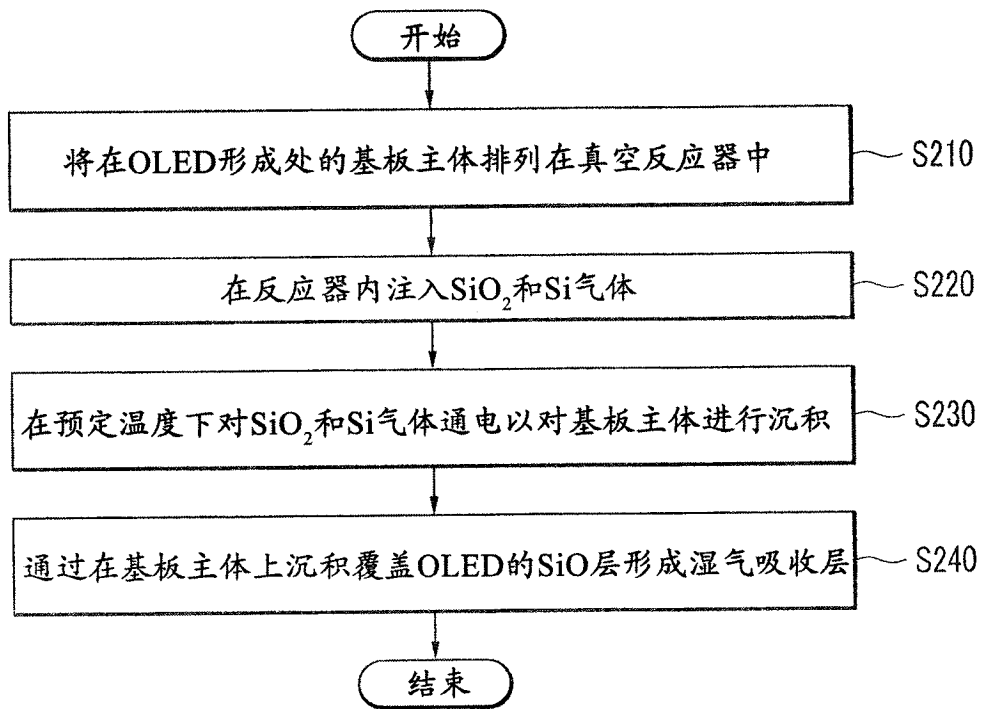 开始
将在OLED形成处的基板主体排列在真空反应器中
S210
在反应器内注入SiO₂和Si气体
S220
在预定温度下对SiO₂和Si气体通电以对基板主体进行沉积
S230
通过在基板主体上沉积覆盖OLED的SiO层形成湿气吸收层
S240
结束